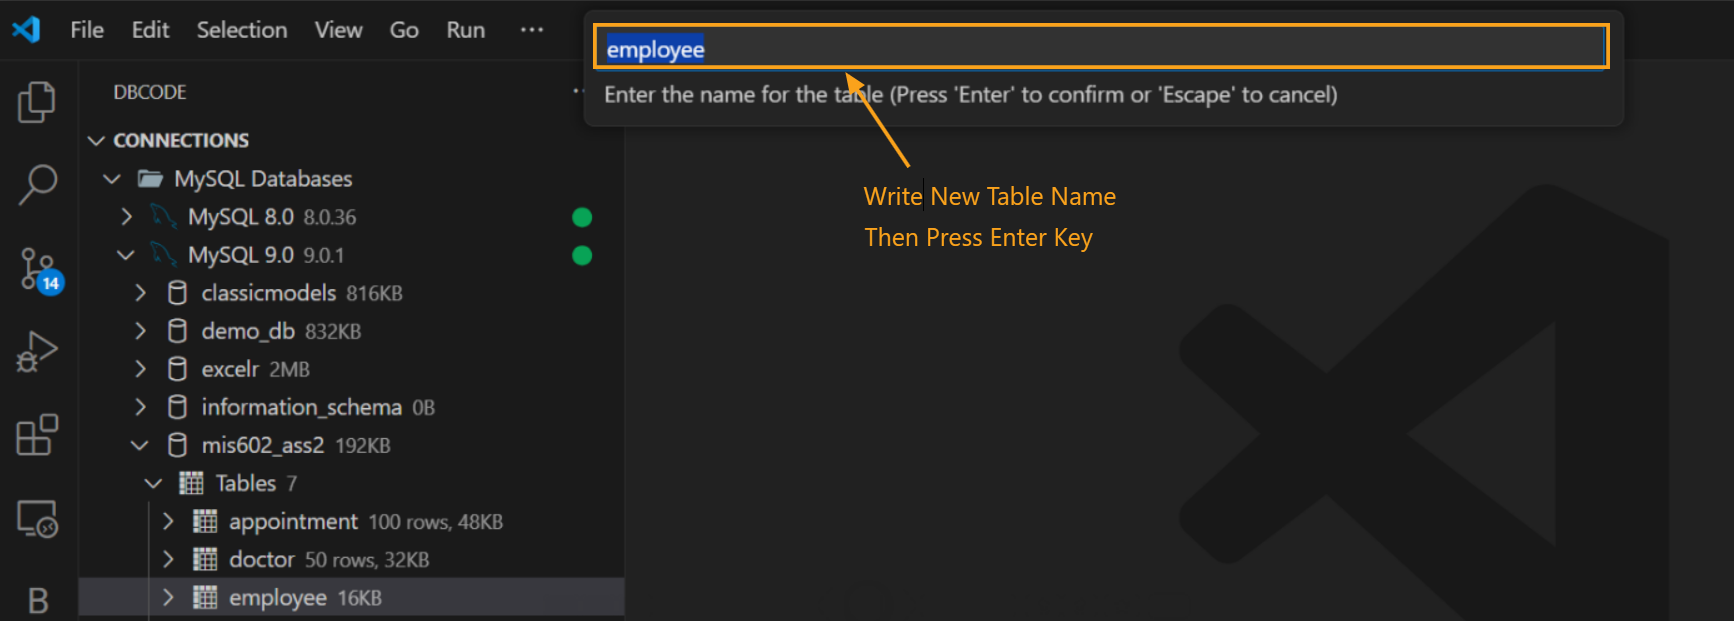 File Edit Selection View Go Run ···
employee
Enter the name for the table (Press 'Enter' to confirm or 'Escape' to cancel)
Write New Table Name
Then Press Enter Key
DBCODE
CONNECTIONS
MySQL Databases
MySQL 8.0 8.0.36
MySQL 9.0 9.0.1
classicmodels 816KB
14
demo_db 832KB
excelr 2MB
information_schema 0B
mis602_ass2 192KB
Tables 7
appointment 100 rows, 48KB
doctor 50 rows, 32KB
employee 16KB
B